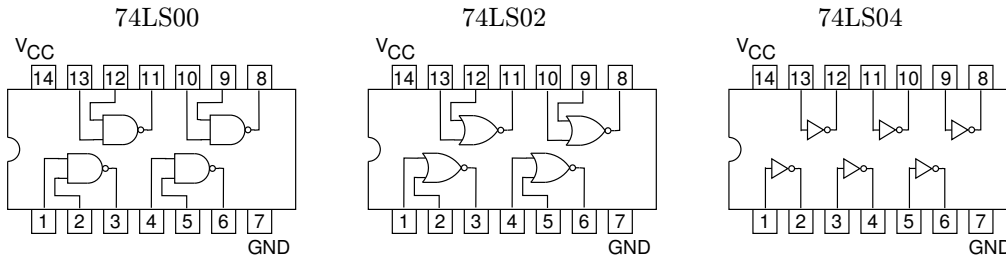 74LS00 74LS02 74LS04
VCC VCC VCC
14 13 12 11 10 9 8 14 13 12 11 10 9 8 14 13 12 11 10 9 8
1 2 3 4 5 6 7 1 2 3 4 5 6 7 1 2 3 4 5 6 7
GND GND GND